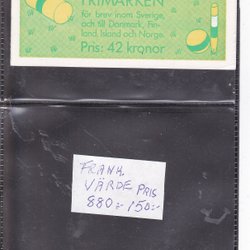 FRIMÄRKEN
för brev inom Sverige,
och till Danmark, Fin-
land, Island och Norge.
Pris: 42 kronor
FRANK.
VÄRDE PRIS
880:- 150:-